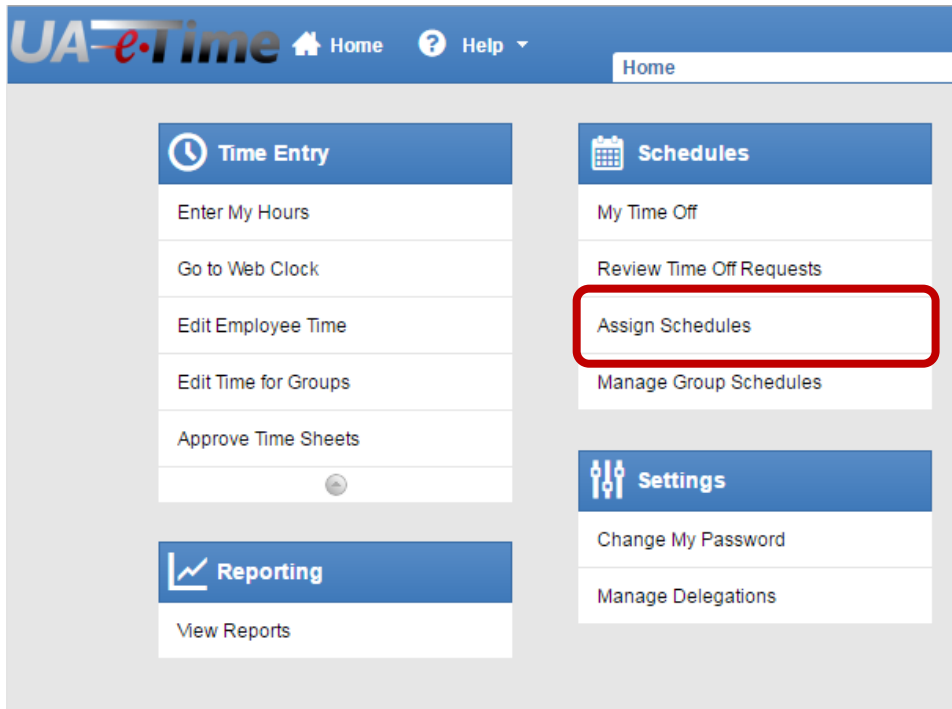 UA-e-Time Home ? Help
Home
Time Entry
Enter My Hours
Go to Web Clock
Edit Employee Time
Edit Time for Groups
Approve Time Sheets
Reporting
View Reports
Schedules
My Time Off
Review Time Off Requests
Assign Schedules
Manage Group Schedules
Settings
Change My Password
Manage Delegations